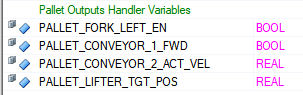 Pallet Outputs Handler Variables
PALLET_FORK_LEFT_EN BOOL
PALLET_CONVEYOR_1_FWD BOOL
PALLET_CONVEYOR_2_ACT_VEL REAL
PALLET_LIFTER_TGT_POS REAL